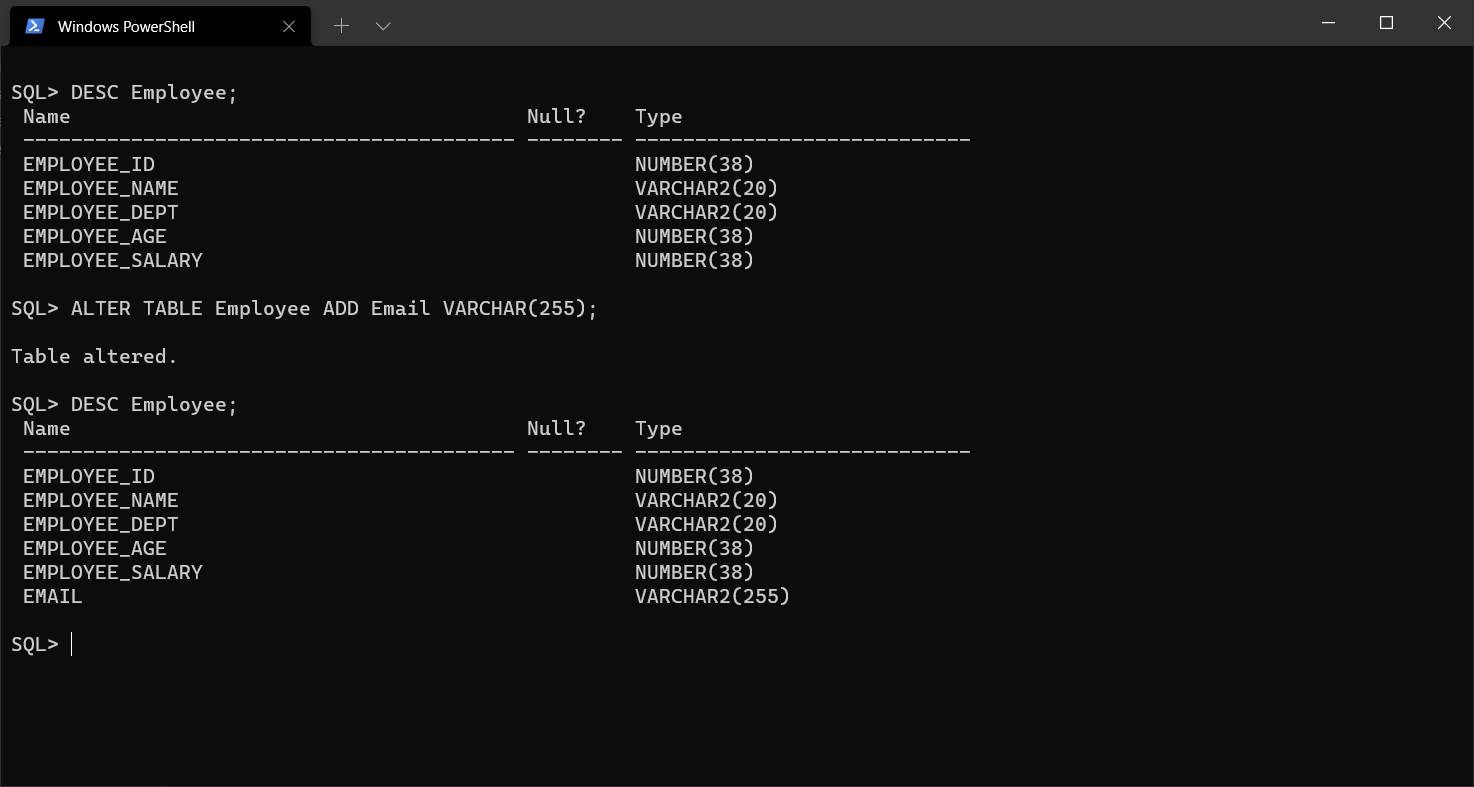 Windows PowerShell
SQL> DESC Employee;
Name Null? Type
----------------------------------------- -------- ----------------------------
EMPLOYEE_ID NUMBER(38)
EMPLOYEE_NAME VARCHAR2(20)
EMPLOYEE_DEPT VARCHAR2(20)
EMPLOYEE_AGE NUMBER(38)
EMPLOYEE_SALARY NUMBER(38)
SQL> ALTER TABLE Employee ADD Email VARCHAR(255);
Table altered.
SQL> DESC Employee;
Name Null? Type
----------------------------------------- -------- ----------------------------
EMPLOYEE_ID NUMBER(38)
EMPLOYEE_NAME VARCHAR2(20)
EMPLOYEE_DEPT VARCHAR2(20)
EMPLOYEE_AGE NUMBER(38)
EMPLOYEE_SALARY NUMBER(38)
EMAIL VARCHAR2(255)
SQL>